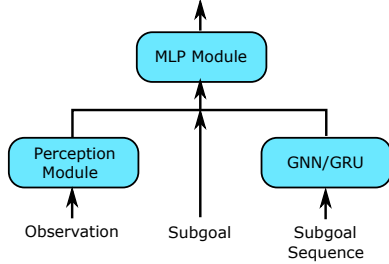 MLP Module
Perception
Module
GNN/GRU
Observation
Subgoal
Subgoal
Sequence